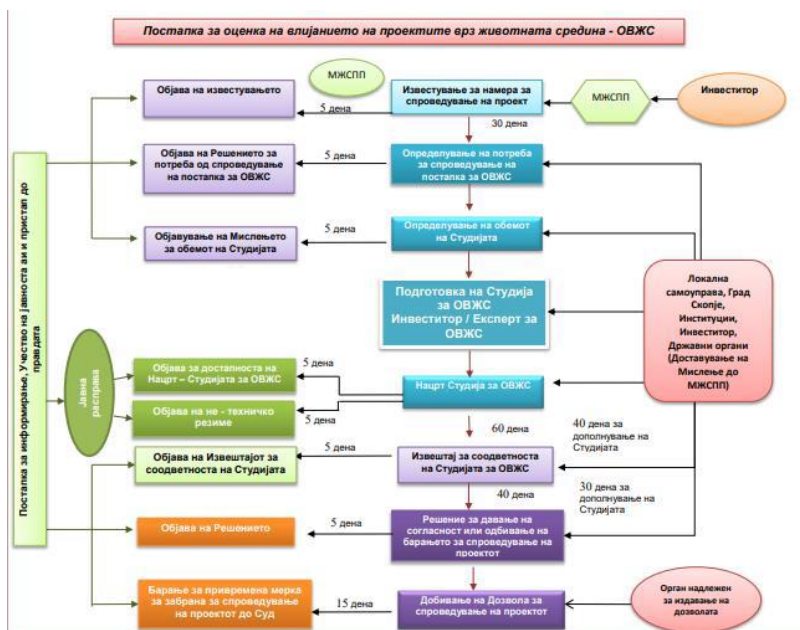 Постапка за оценка на влијанието на проектите врз животната средина - ОВЖС
МЖСПП
Објава на известувањето
5 дена
Известување за намера за
спроведување на проект
МЖСПП
Инвеститор
30 дена
Објава на Решението за
потреба од спроведување
на постапка за ОВЖС
5 дена
Определување на потреба
за спроведување на
постапка за ОВЖС
Објавување на Мислењето
за обемот на Студијата
5 дена
Определување на обемот
на Студијата
Постапка за информирање, Учество на јавноста аи и пристап до
правдата
Подготовка на Студија
за ОВЖС
Инвеститор / Експерт за
ОВЖС
Локална
самоуправа, Град
Скопје,
Институции,
Инвеститор,
Државни органи
(Доставување на
Мислење до
МЖСПП)
Јавна
расправа
Објава за достапноста на
Нацрт – Студијата за ОВЖС
5 дена
Нацрт Студија за ОВЖС
Објава на не - техничко
резиме
5 дена
60 дена
40 дена за
дополнување на
Студијата
Објава на Извештајот за
соодветноста на Студијата
5 дена
Извештај за соодветноста
на Студијата за ОВЖС
40 дена
30 дена за
дополнување на
Студијата
Објава на Решението
5 дена
Решение за давање на
согласност или одбивање на
барањето за спроведување на
проектот
Барање за привремена мерка
за забрана за спроведување
на проектот до Суд
15 дена
Добивање на Дозвола за
спроведување на проектот
Орган надлежен
за издавање на
дозволата